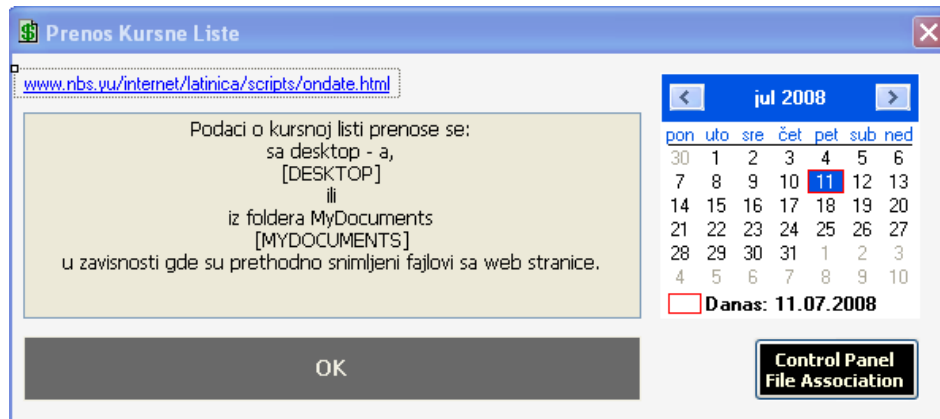 Prenos Kursne Liste
www.nbs.yu/internet/latinica/scripts/ondate.html
Podaci o kursnoj listi prenose se:
sa desktop - a,
[DESKTOP]
ili
iz foldera MyDocuments
[MYDOCUMENTS]
u zavisnosti gde su prethodno snimljeni fajlovi sa web stranice.
OK
jul 2008
pon uto sre čet pet sub ned
30 1 2 3 4 5 6
7 8 9 10 11 12 13
14 15 16 17 18 19 20
21 22 23 24 25 26 27
28 29 30 31 1 2 3
4 5 6 7 8 9 10
Danas: 11.07.2008
Control Panel
File Association